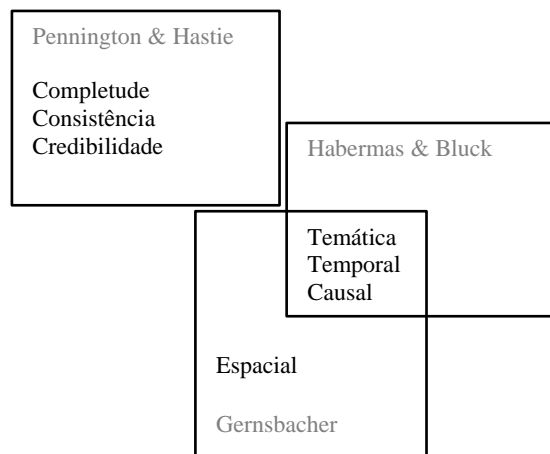 Pennington & Hastie
Completude
Consistência
Credibilidade
Habermas & Bluck
Temática
Temporal
Causal
Espacial
Gernsbacher